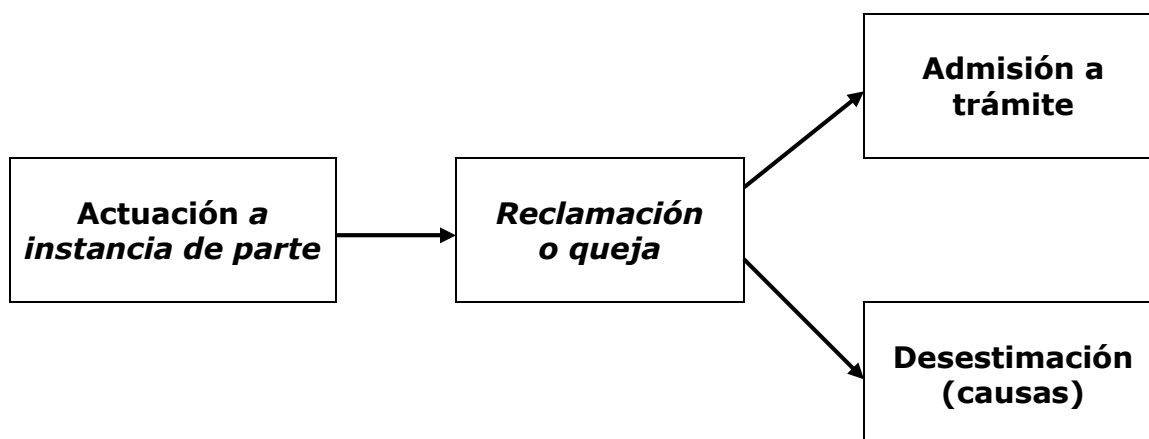 Actuación a
instancia de parte
Reclamación
o queja
Admisión a
trámite
Desestimación
(causas)